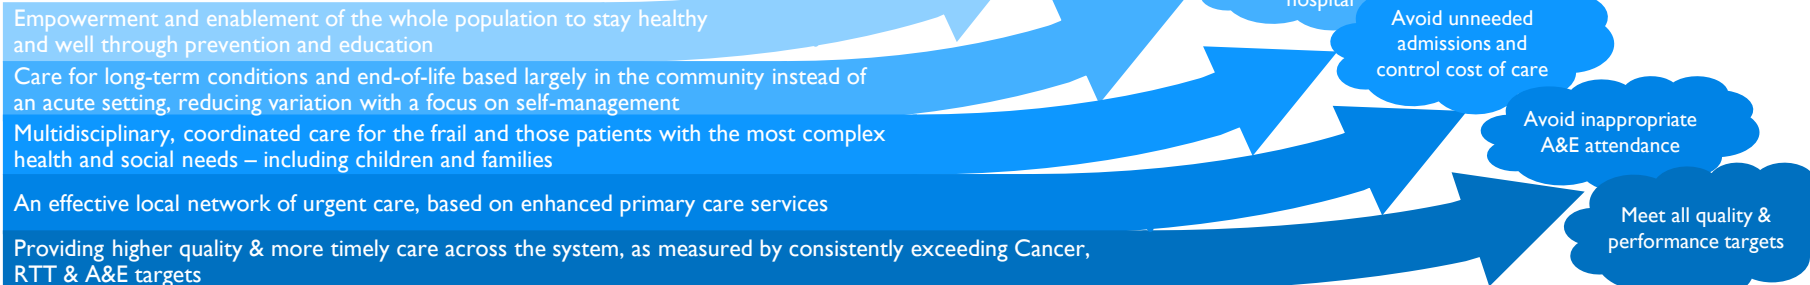 Empowerment and enablement of the whole population to stay healthy
and well through prevention and education
Care for long-term conditions and end-of-life based largely in the community instead of
an acute setting, reducing variation with a focus on self-management
Multidisciplinary, coordinated care for the frail and those patients with the most complex
health and social needs – including children and families
An effective local network of urgent care, based on enhanced primary care services
Providing higher quality & more timely care across the system, as measured by consistently exceeding Cancer,
RTT & A&E targets
hospital
Avoid unneeded
admissions and
control cost of care
Avoid inappropriate
A&E attendance
Meet all quality &
performance targets